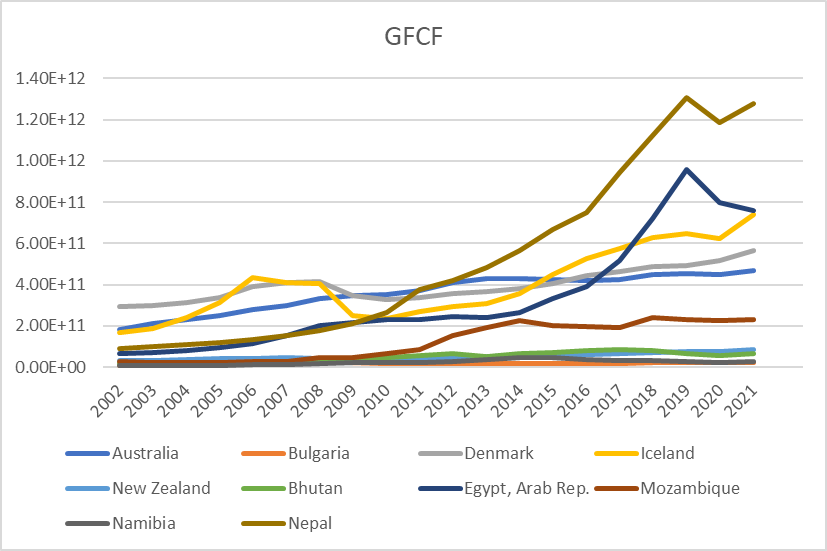 GFCF
1.40E+12
1.20E+12
1.00E+12
8.00E+11
6.00E+11
4.00E+11
2.00E+11
0.00E+00
2002 2003 2004 2005 2006 2007 2008 2009 2010 2011 2012 2013 2014 2015 2016 2017 2018 2019 2020 2021
Australia Bulgaria Denmark Iceland
New Zealand Bhutan Egypt, Arab Rep. Mozambique
Namibia Nepal